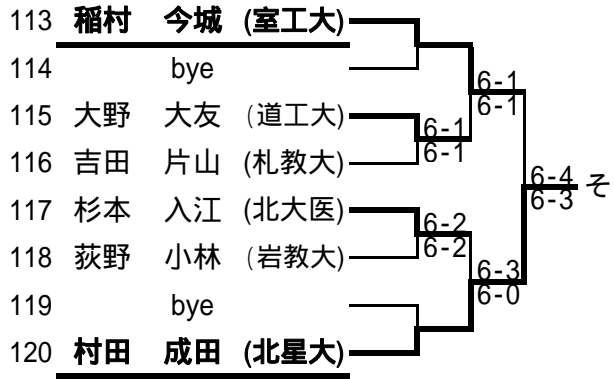 113 稲村 今城 (室工大)
114 bye
115 大野 大友 (道工大)
116 吉田 片山 (札教大)
117 杉本 入江 (北大医)
118 荻野 小林 (岩教大)
119 bye
120 村田 成田 (北星大)
6-1
6-1
6-2
6-2
6-1
6-1
6-3
6-0
6-4
6-3
そ